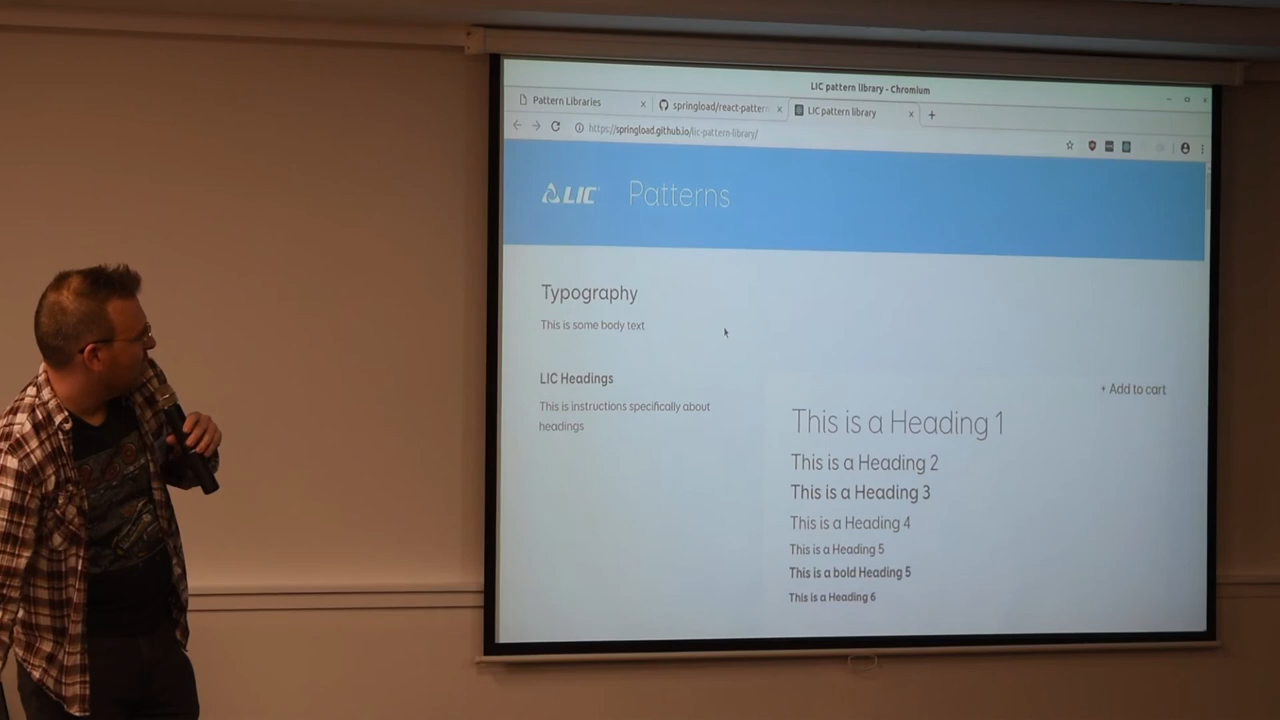 LIC pattern library - Chromium
Pattern Libraries
springload/react-pattern
LIC pattern library
https://springload.github.io/lic-pattern-library/
LIC Patterns
Typography
This is some body text
LIC Headings
This is instructions specifically about
headings
+ Add to cart
This is a Heading 1
This is a Heading 2
This is a Heading 3
This is a Heading 4
This is a Heading 5
This is a bold Heading 5
This is a Heading 6